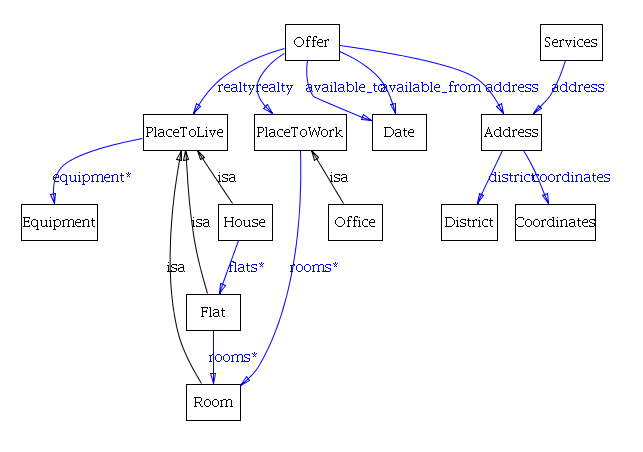 Offer
Services
realty
realty
available_to
available_from
address
address
PlaceToLive
PlaceToWork
Date
Address
equipment*
isa
isa
district
coordinates
Equipment
isa
House
Office
District
Coordinates
isa
flats*
rooms*
Flat
rooms*
Room